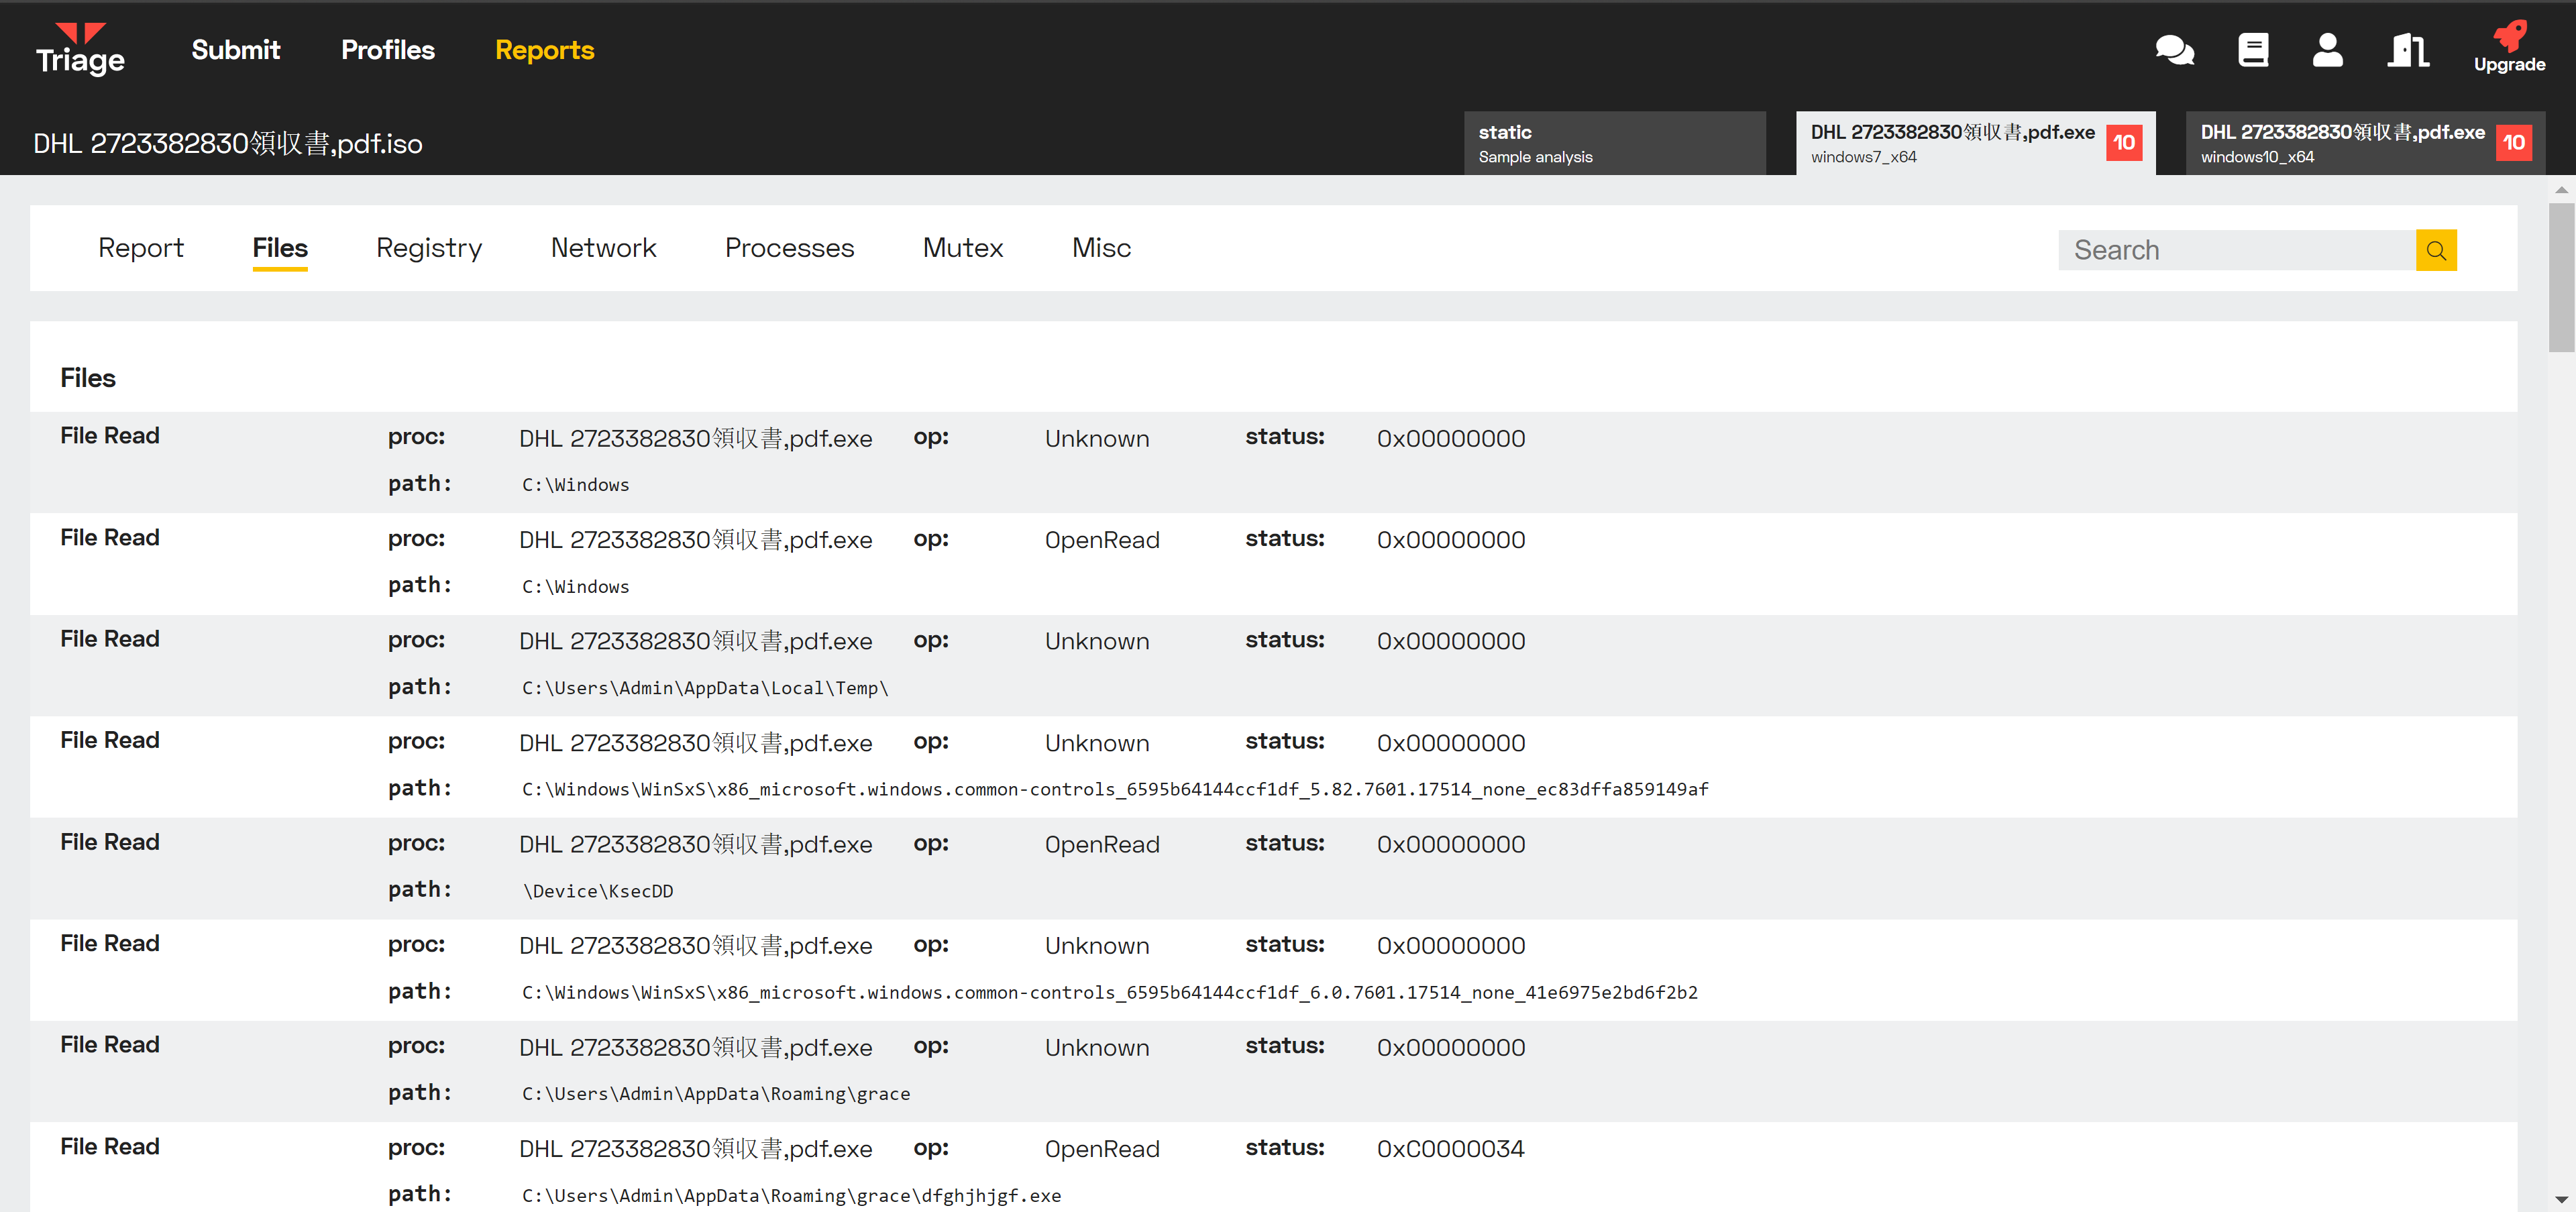 Triage
Submit Profiles Reports
Upgrade
DHL 2723382830領収書,pdf.iso
static
Sample analysis
DHL 2723382830領収書,pdf.exe
windows7_x64
10
DHL 2723382830領収書,pdf.exe
windows10_x64
10
Report Files Registry Network Processes Mutex Misc
Search
Files
File Read proc: DHL 2723382830領収書,pdf.exe op: Unknown status: 0x00000000
path: C:\Windows
File Read proc: DHL 2723382830領収書,pdf.exe op: OpenRead status: 0x00000000
path: C:\Windows
File Read proc: DHL 2723382830領収書,pdf.exe op: Unknown status: 0x00000000
path: C:\Users\Admin\AppData\Local\Temp\
File Read proc: DHL 2723382830領収書,pdf.exe op: Unknown status: 0x00000000
path: C:\Windows\WinSxS\x86_microsoft.windows.common-controls_6595b64144ccf1df_5.82.7601.17514_none_ec83dffa859149af
File Read proc: DHL 2723382830領収書,pdf.exe op: OpenRead status: 0x00000000
path: \Device\KsecDD
File Read proc: DHL 2723382830領収書,pdf.exe op: Unknown status: 0x00000000
path: C:\Windows\WinSxS\x86_microsoft.windows.common-controls_6595b64144ccf1df_6.0.7601.17514_none_41e6975e2bd6f2b2
File Read proc: DHL 2723382830領収書,pdf.exe op: Unknown status: 0x00000000
path: C:\Users\Admin\AppData\Roaming\grace
File Read proc: DHL 2723382830領収書,pdf.exe op: OpenRead status: 0xC0000034
path: C:\Users\Admin\AppData\Roaming\grace\dfghjhjgf.exe